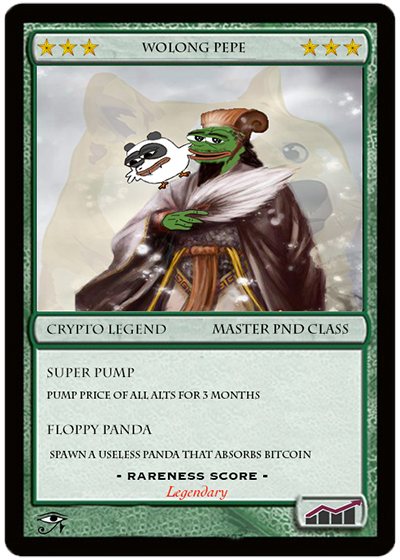 WOLONG PEPE
CRYPTO LEGEND MASTER PND CLASS
SUPER PUMP
PUMP PRICE OF ALL ALTS FOR 3 MONTHS
FLOPPY PANDA
SPAWN A USELESS PANDA THAT ABSORBS BITCOIN
- RARENESS SCORE -
Legendary